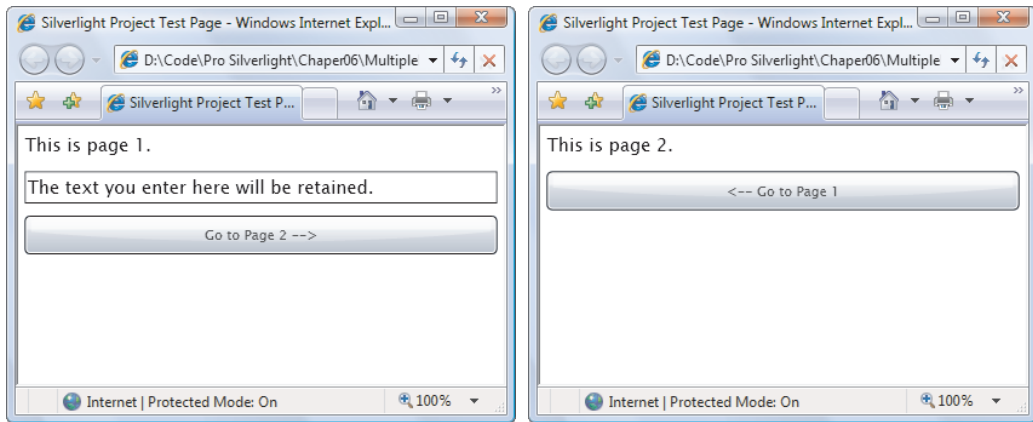 Silverlight Project Test Page - Windows Internet Expl...
D:\Code\Pro Silverlight\Chaper06\Multiple
Silverlight Project Test P...
This is page 1.
The text you enter here will be retained.
Go to Page 2 -->
Internet | Protected Mode: On
100%
Silverlight Project Test Page - Windows Internet Expl...
D:\Code\Pro Silverlight\Chaper06\Multiple
Silverlight Project Test P...
This is page 2.
<-- Go to Page 1
Internet | Protected Mode: On
100%